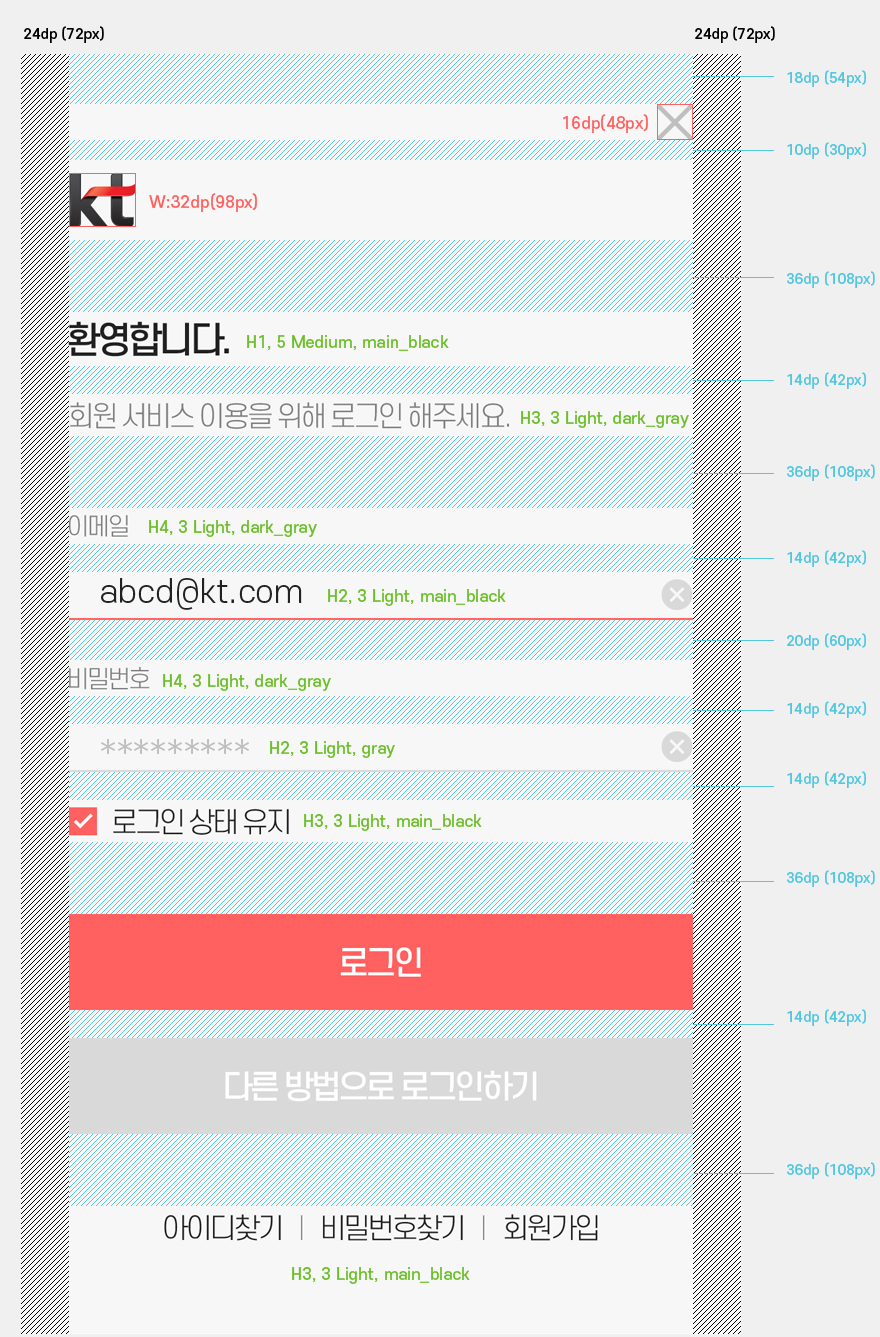 24dp (72px) 24dp (72px)
18dp (54px)
16dp(48px)
10dp (30px)
kt W:32dp(98px)
36dp (108px)
환영합니다. H1, 5 Medium, main_black
14dp (42px)
회원 서비스 이용을 위해 로그인 해주세요. H3, 3 Light, dark_gray
36dp (108px)
이메일 H4, 3 Light, dark_gray
14dp (42px)
abcd@kt.com H2, 3 Light, main_black
20dp (60px)
비밀번호 H4, 3 Light, dark_gray
14dp (42px)
********* H2, 3 Light, gray
14dp (42px)
로그인 상태 유지 H3, 3 Light, main_black
36dp (108px)
로그인
14dp (42px)
다른 방법으로 로그인하기
36dp (108px)
아이디찾기 | 비밀번호찾기 | 회원가입
H3, 3 Light, main_black